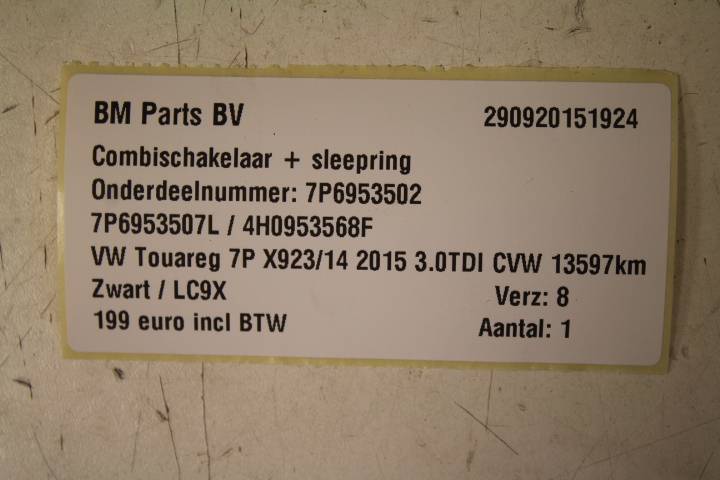 BM Parts BV 290920151924
Combischakelaar + sleepring
Onderdeelnummer: 7P6953502
7P6953507L / 4H0953568F
VW Touareg 7P X923/14 2015 3.0TDI CVW 13597km
Zwart / LC9X Verz: 8
199 euro incl BTW Aantal: 1